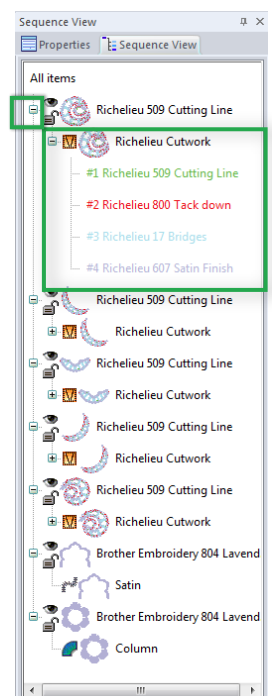 Sequence View
Properties Sequence View
All items
Richelieu 509 Cutting Line
Richelieu Cutwork
#1 Richelieu 509 Cutting Line
#2 Richelieu 800 Tack down
#3 Richelieu 17 Bridges
#4 Richelieu 607 Satin Finish
Richelieu 509 Cutting Line
Richelieu Cutwork
Richelieu 509 Cutting Line
Richelieu Cutwork
Richelieu 509 Cutting Line
Richelieu Cutwork
Richelieu 509 Cutting Line
Richelieu Cutwork
Brother Embroidery 804 Lavend
Satin
Brother Embroidery 804 Lavend
Column